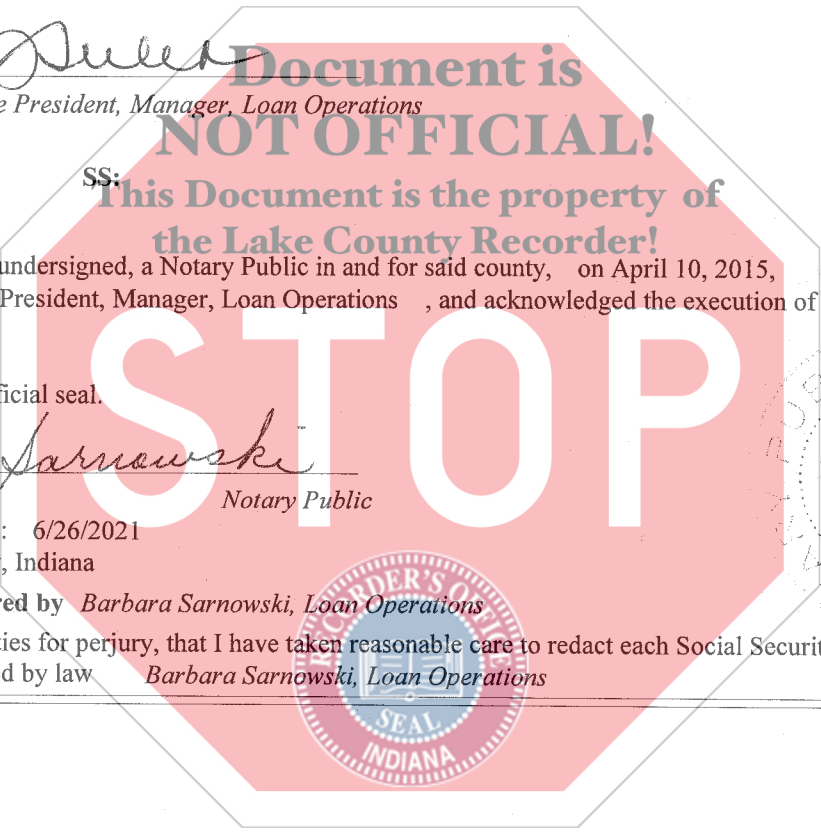 Document is
e President, Manager, Loan Operations
NOT OFFICIAL!
SS:
This Document is the property of
the Lake County Recorder!
undersigned, a Notary Public in and for said county, on April 10, 2015,
President, Manager, Loan Operations , and acknowledged the execution of
STOP
ficial seal.
Sarnowski
Notary Public
: 6/26/2021
, Indiana
red by Barbara Sarnowski, Loan Operations
ties for perjury, that I have taken reasonable care to redact each Social Securit
d by law Barbara Sarnowski, Loan Operations
RECORDER'S OFFICE
SEAL
INDIANA